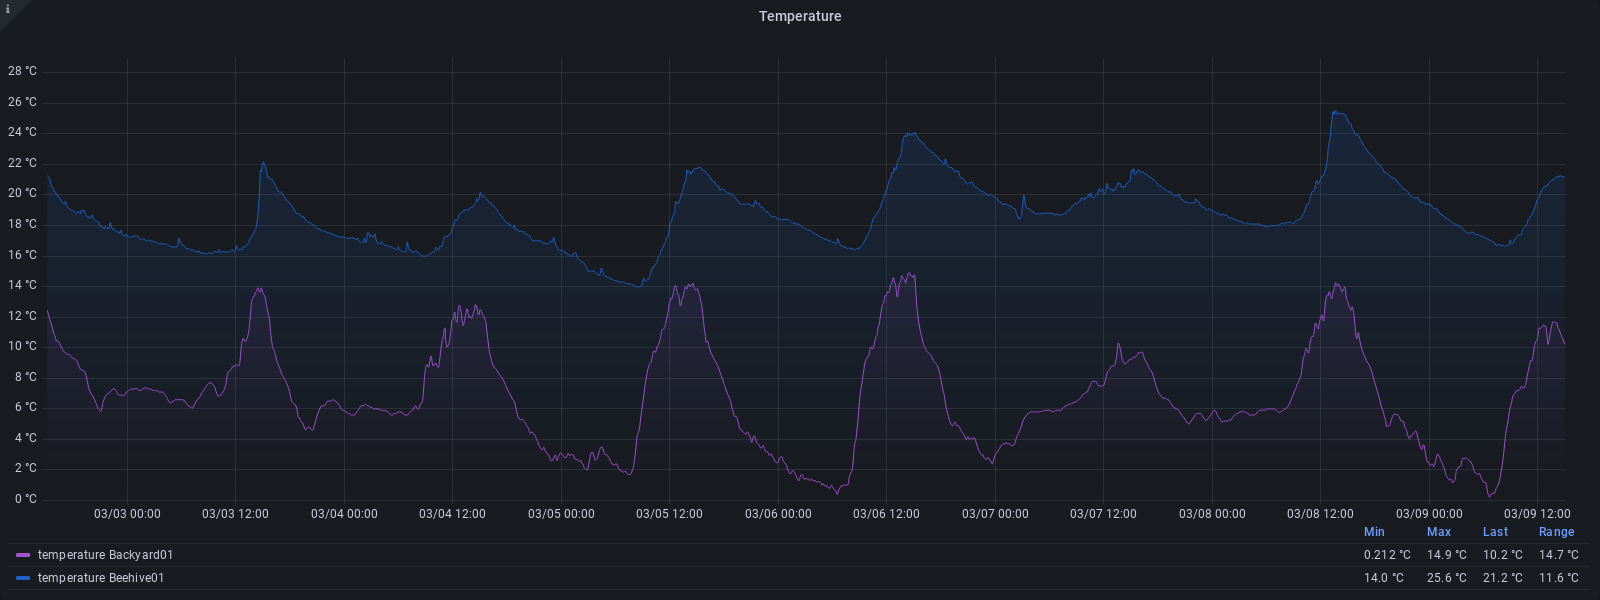 i
Temperature
28 °C
26 °C
24 °C
22 °C
20 °C
18 °C
16 °C
14 °C
12 °C
10 °C
8 °C
6 °C
4 °C
2 °C
0 °C
03/03 00:00 03/03 12:00 03/04 00:00 03/04 12:00 03/05 00:00 03/05 12:00 03/06 00:00 03/06 12:00 03/07 00:00 03/07 12:00 03/08 00:00 03/08 12:00 03/09 00:00 03/09 12:00
Min Max Last Range
temperature Backyard01 0.212 °C 14.9 °C 10.2 °C 14.7 °C
temperature Beehive01 14.0 °C 25.6 °C 21.2 °C 11.6 °C